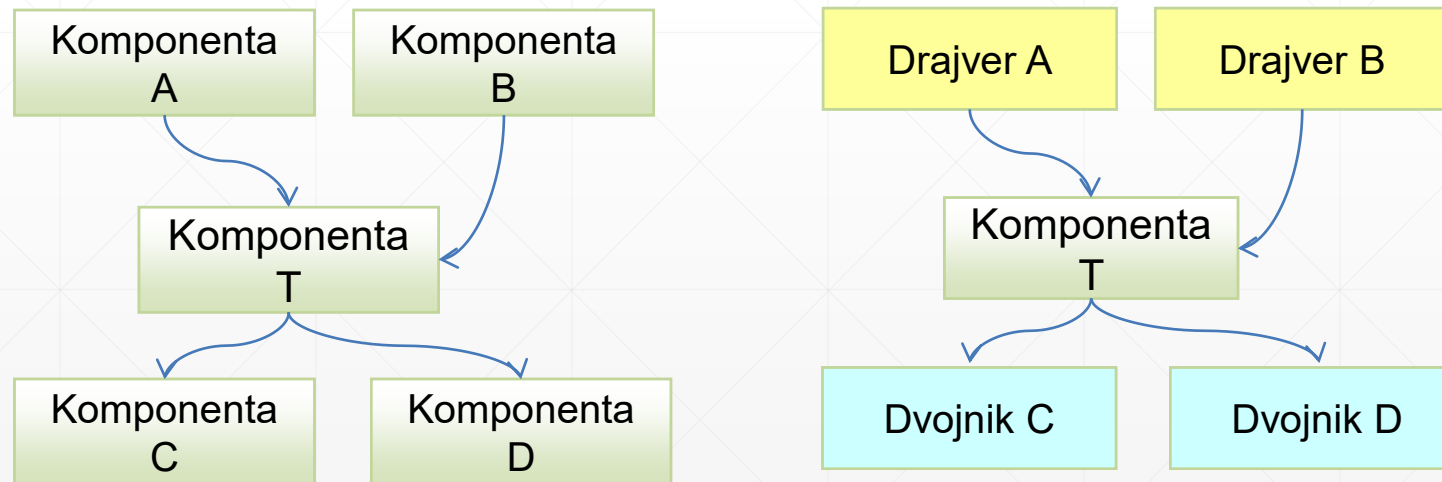 Komponenta
A
Komponenta
B
Komponenta
T
Komponenta
C
Komponenta
D
Drajver A
Drajver B
Komponenta
T
Dvojnik C
Dvojnik D